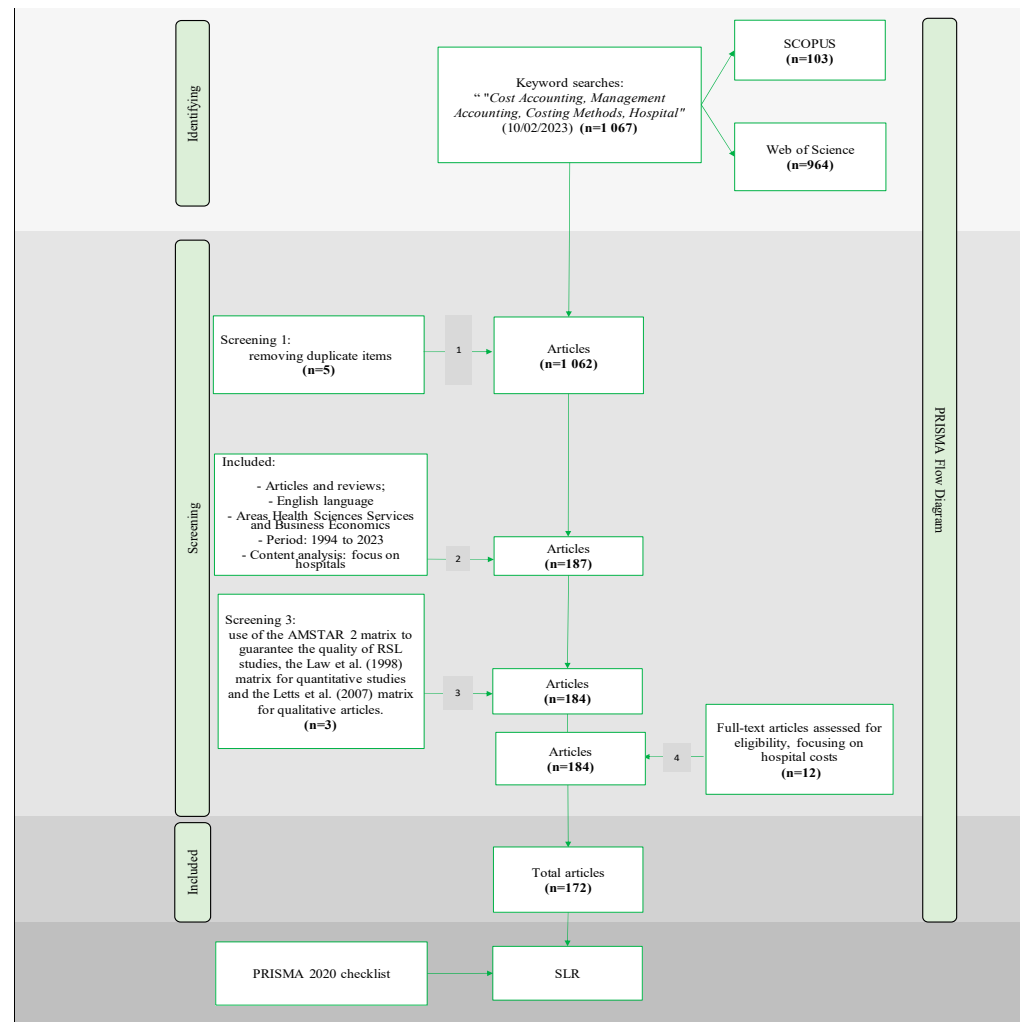 Identifying
Keyword searches:
“ "Cost Accounting, Management
Accounting, Costing Methods, Hospital"
(10/02/2023) (n=1 067)
SCOPUS
(n=103)
Web of Science
(n=964)
PRISMA Flow Diagram
Screening
Screening 1:
removing duplicate items
(n=5)
1
Articles
(n=1 062)
Included:
- Articles and reviews;
- English language
- Areas Health Sciences Services
and Business Economics
- Period: 1994 to 2023
- Content analysis: focus on
hospitals
2
Articles
(n=187)
Screening 3:
use of the AMSTAR 2 matrix to
guarantee the quality of RSL
studies, the Law et al. (1998)
matrix for quantitative studies
and the Letts et al. (2007) matrix
for qualitative articles.
(n=3)
3
Articles
(n=184)
Articles
(n=184)
4
Full-text articles assessed for
eligibility, focusing on
hospital costs
(n=12)
Included
Total articles
(n=172)
PRISMA 2020 checklist
SLR